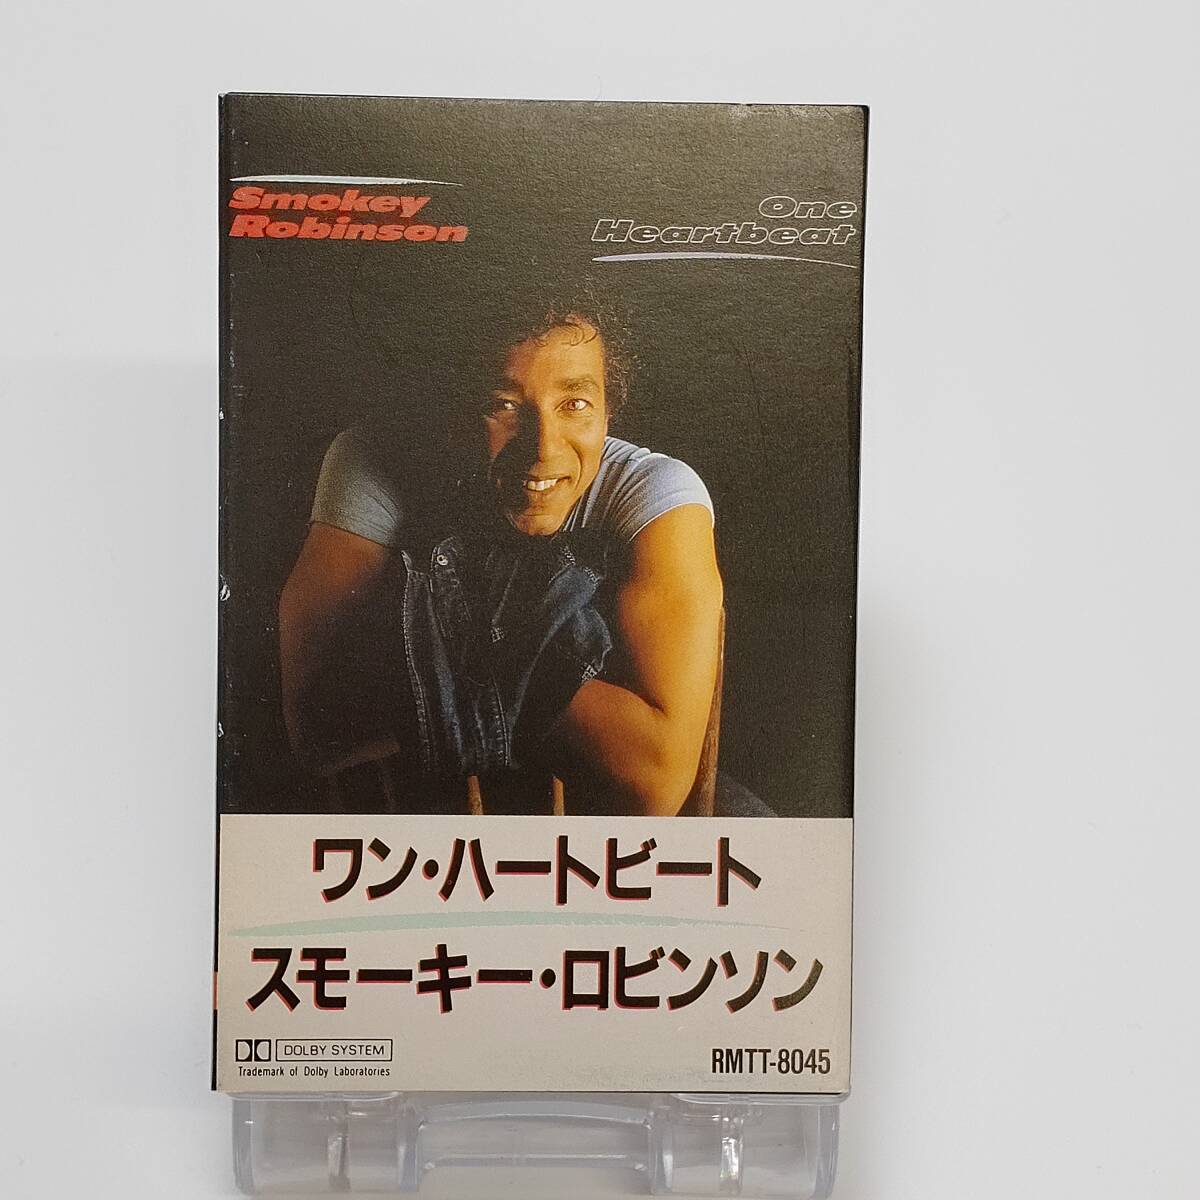 Smokey
Robinson
One
Heartbeat
ワン・ハートビート
スモーキー・ロビンソン
DOLBY SYSTEM
Trademark of Dolby Laboratories
RMTT-8045